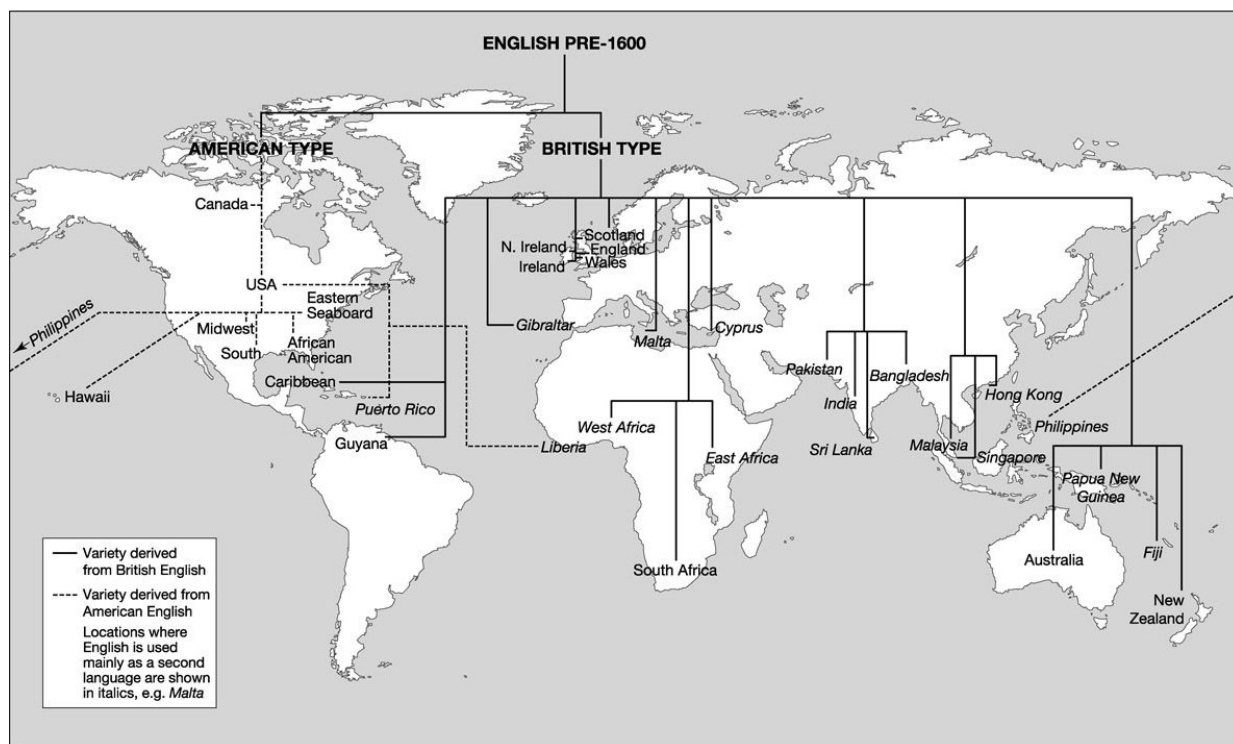 ENGLISH PRE-1600
AMERICAN TYPE
BRITISH TYPE
Canada
Scotland
N. Ireland
England
Ireland
Wales
USA
Eastern
Seaboard
Philippines
Midwest
South
African
American
Gibraltar
Malta
Cyprus
Caribbean
Hawaii
Puerto Rico
Guyana
Liberia
West Africa
East Africa
South Africa
Pakistan
India
Bangladesh
Sri Lanka
Hong Kong
Malaysia
Singapore
Philippines
Papua New
Guinea
Australia
Fiji
New
Zealand
Variety derived
from British English
Variety derived from
American English
Locations where
English is used
mainly as a second
language are shown
in italics, e.g. Malta